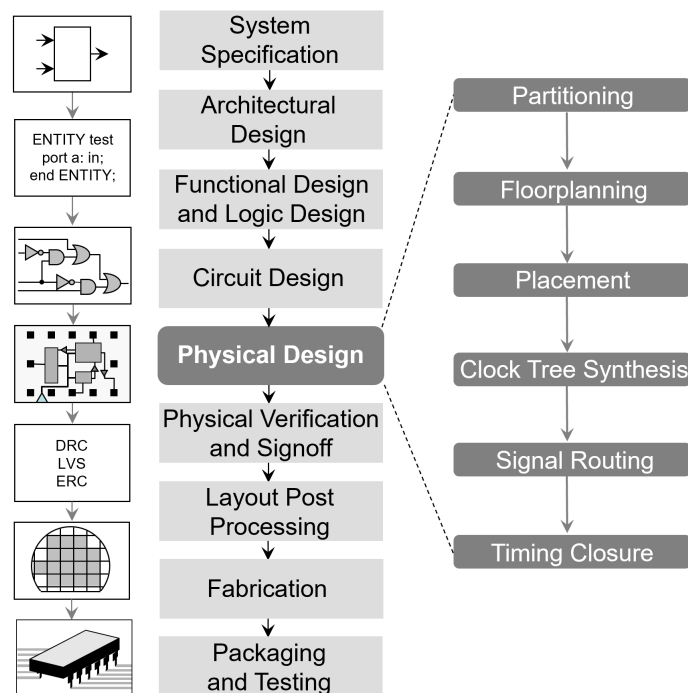 ENTITY test
port a: in;
end ENTITY;
DRC
LVS
ERC
System
Specification
Architectural
Design
Functional Design
and Logic Design
Circuit Design
Physical Design
Physical Verification
and Signoff
Layout Post
Processing
Fabrication
Packaging
and Testing
Partitioning
Floorplanning
Placement
Clock Tree Synthesis
Signal Routing
Timing Closure